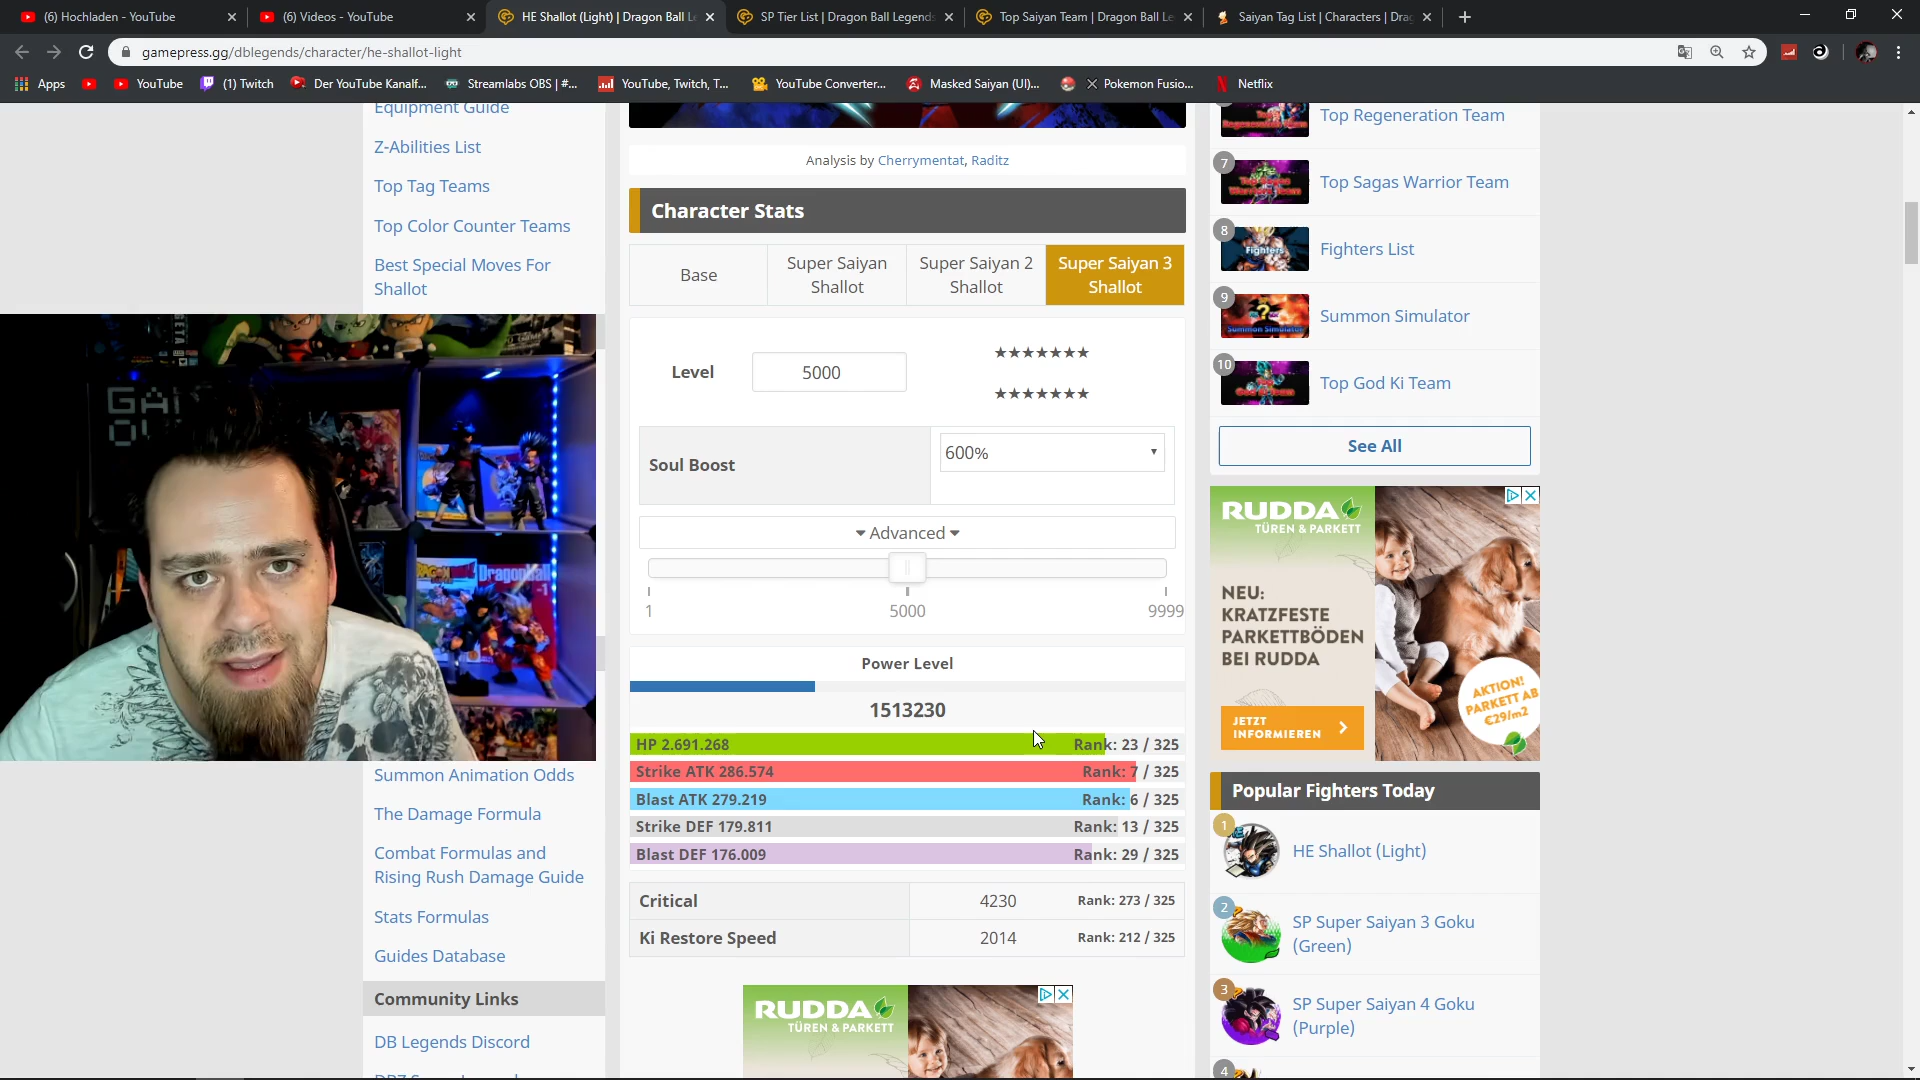 (6) Hochladen - YouTube
(6) Videos - YouTube
HE Shallot (Light) | Dragon Ball Le
SP Tier List | Dragon Ball Legends
Top Saiyan Team | Dragon Ball Le
Saiyan Tag List | Characters | Drag
gamepress.gg/dblegends/character/he-shallot-light
Apps
YouTube
(1) Twitch
Der YouTube Kanalf...
Streamlabs OBS | #...
YouTube, Twitch, T...
YouTube Converter...
Masked Saiyan (UI)...
Pokemon Fusio...
Netflix
Equipment Guide
Z-Abilities List
Top Tag Teams
Top Color Counter Teams
Best Special Moves For
Shallot
Summon Animation Odds
The Damage Formula
Combat Formulas and
Rising Rush Damage Guide
Stats Formulas
Guides Database
Community Links
DB Legends Discord
Analysis by Cherrymentat, Raditz
Character Stats
Base
Super Saiyan
Shallot
Super Saiyan 2
Shallot
Super Saiyan 3
Shallot
Level
5000
★★★★★★★
★★★★★★★
Soul Boost
600%
Advanced
1
5000
9999
Power Level
1513230
HP 2.691.268 Rank: 23 / 325
Strike ATK 286.574 Rank: 7 / 325
Blast ATK 279.219 Rank: 6 / 325
Strike DEF 179.811 Rank: 13 / 325
Blast DEF 176.009 Rank: 29 / 325
Critical 4230 Rank: 273 / 325
Ki Restore Speed 2014 Rank: 212 / 325
RUDDA
TÜREN & PARKETT
Top Regeneration Team
7
Top Sagas Warrior Team
8
Fighters
Fighters List
9
Summon Simulator
Summon Simulator
10
Top God Ki Team
See All
RUDDA
TÜREN & PARKETT
NEU:
KRATZFESTE
PARKETTBÖDEN
BEI RUDDA
JETZT
INFORMIEREN
AKTION!
PARKETT AB
€29/m2
Popular Fighters Today
1
HE Shallot (Light)
2
SP Super Saiyan 3 Goku
(Green)
3
SP Super Saiyan 4 Goku
(Purple)
4